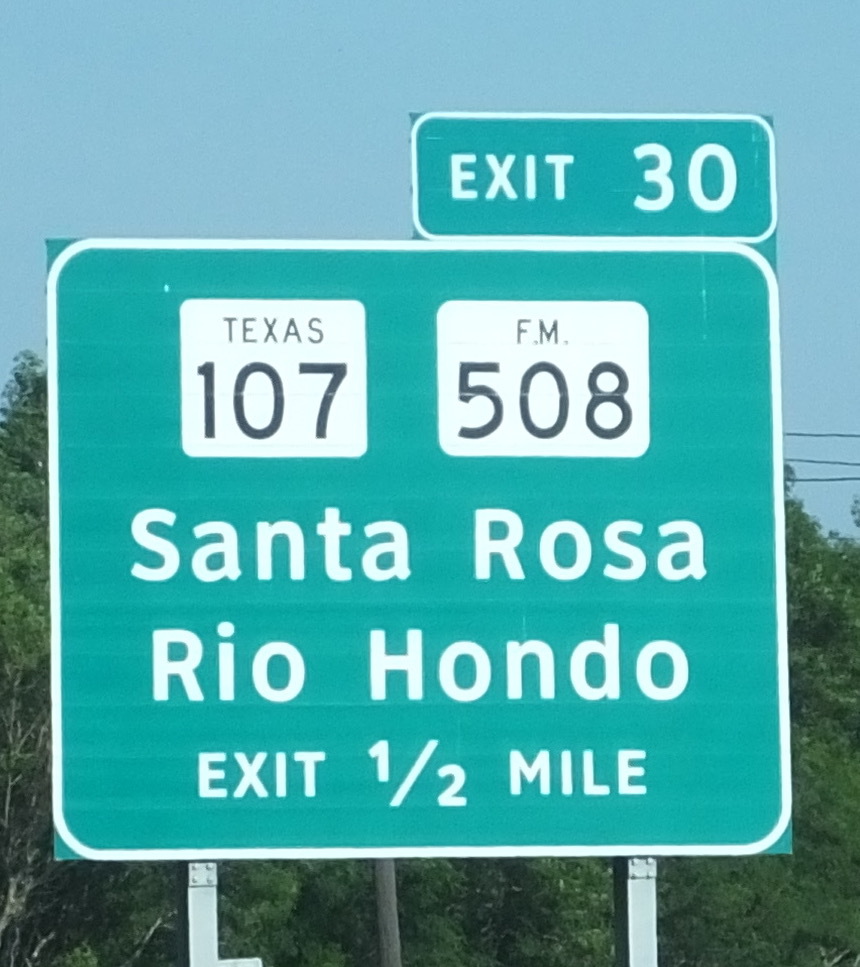 EXIT 30
TEXAS 107
F.M. 508
Santa Rosa
Rio Hondo
EXIT 1/2 MILE